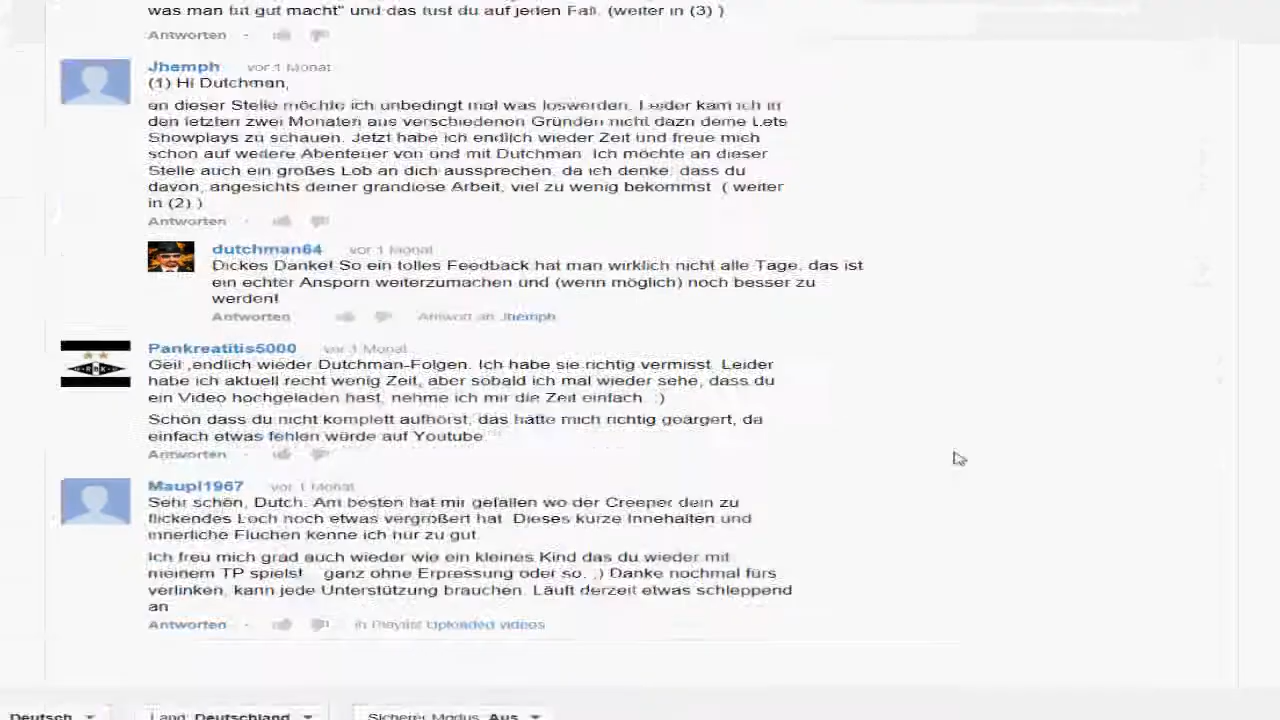 was man tut gut macht" und das tust du auf jeden Fall. (weiter in (3) )
Antworten
Jhemph vor 1 Monat
(1) Hi Dutchman,
an dieser Stelle möchte ich unbedingt mal was loswerden. Leider kam ich in
den letzten zwei Monaten aus verschiedenen Gründen nicht dazu deine Lets
Showplays zu schauen. Jetzt habe ich endlich wieder Zeit und freue mich
schon auf weitere Abenteuer von und mit Dutchman. Ich möchte an dieser
Stelle auch ein großes Lob an dich aussprechen, da ich denke, dass du
davon, angesichts deiner grandiose Arbeit, viel zu wenig bekommst ( weiter
in (2) )
Antworten
dutchman64 vor 1 Monat
Dickes Danke! So ein tolles Feedback hat man wirklich nicht alle Tage, das ist
ein echter Ansporn weiterzumachen und (wenn möglich) noch besser zu
werden!
Antworten Antwort an Jhemph
Pankreatitis5000 vor 1 Monat
Geil ,endlich wieder Dutchman-Folgen. Ich habe sie richtig vermisst. Leider
habe ich aktuell recht wenig Zeit, aber sobald ich mal wieder sehe, dass du
ein Video hochgeladen hast, nehme ich mir die Zeit einfach. :)
Schön dass du nicht komplett aufhörst, das hätte mich richtig geärgert, da
einfach etwas fehlen würde auf Youtube.
Antworten
Maupl1967 vor 1 Monat
Sehr schön, Dutch. Am besten hat mir gefallen wo der Creeper dein zu
flickendes Loch noch etwas vergrößert hat. Dieses kurze Innehalten und
innerliche Fluchen kenne ich nur zu gut.
Ich freu mich grad auch wieder wie ein kleines Kind das du wieder mit
meinem TP spielst ganz ohne Erpressung oder so. ;) Danke nochmal fürs
verlinken, kann jede Unterstützung brauchen. Läuft derzeit etwas schleppend
an
Antworten in Playlist Uploaded videos
Deutsch Land: Deutschland Sicherer Modus: Aus